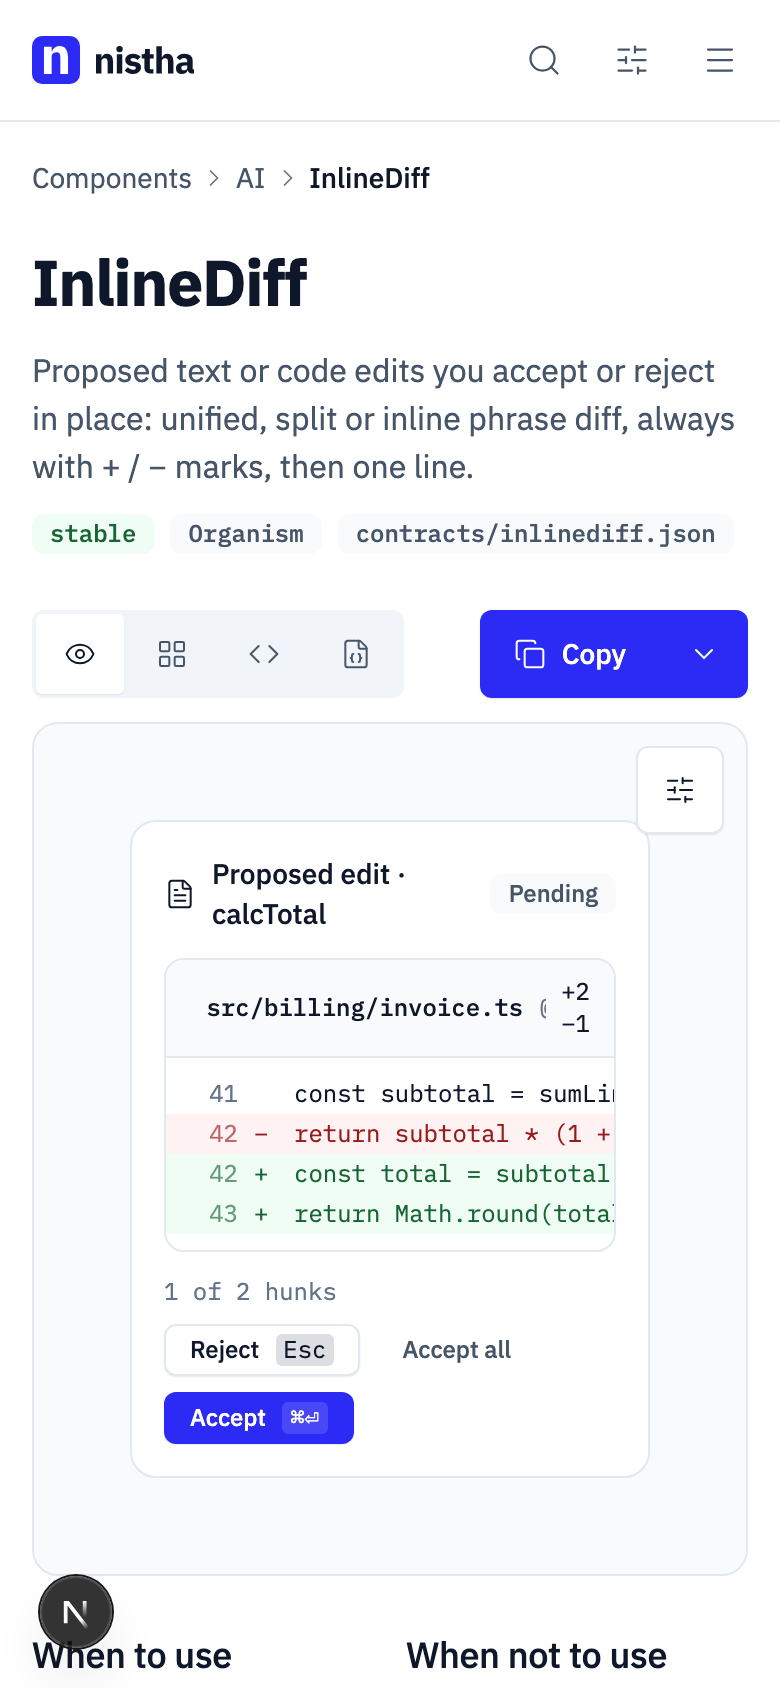 n nistha
Components > AI > InlineDiff
InlineDiff
Proposed text or code edits you accept or reject
in place: unified, split or inline phrase diff, always
with + / − marks, then one line.
stable Organism contracts/inlinediff.json
Copy
Proposed edit ·
calcTotal
Pending
src/billing/invoice.ts
+2
−1
41 const subtotal =
42 − return subtotal * (1 +
42 + const total = subtotal
43 + return Math.round(total
1 of 2 hunks
Reject Esc Accept all
Accept ⌘⏎
N
When to use When not to use